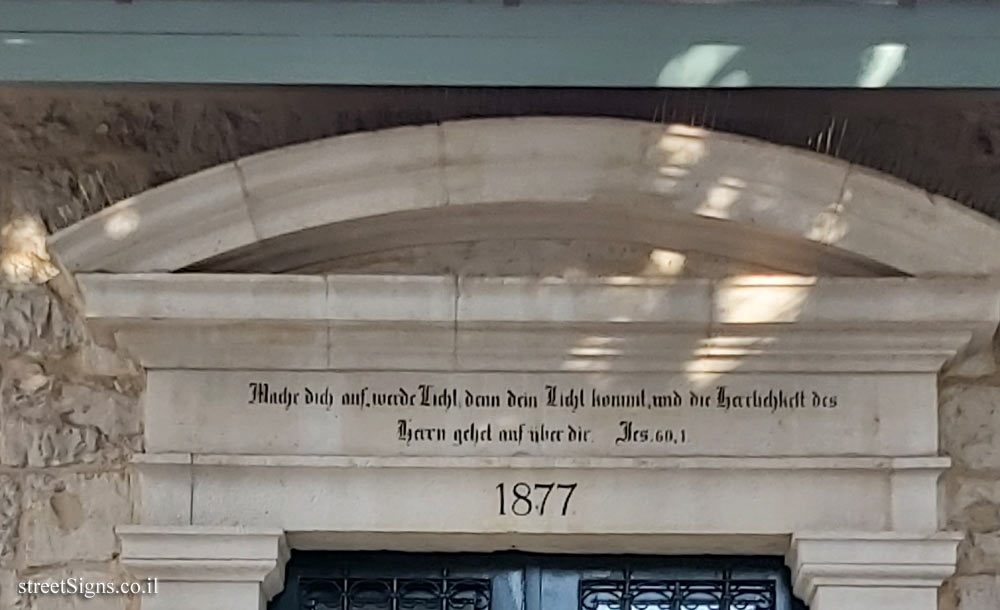 Mache dich auf, werde Licht, denn dein Licht kommt, und die Herrlichkeit des
Herrn gehet auf über dir. Jes. 60, 1.
1877
streetSigns.co.il